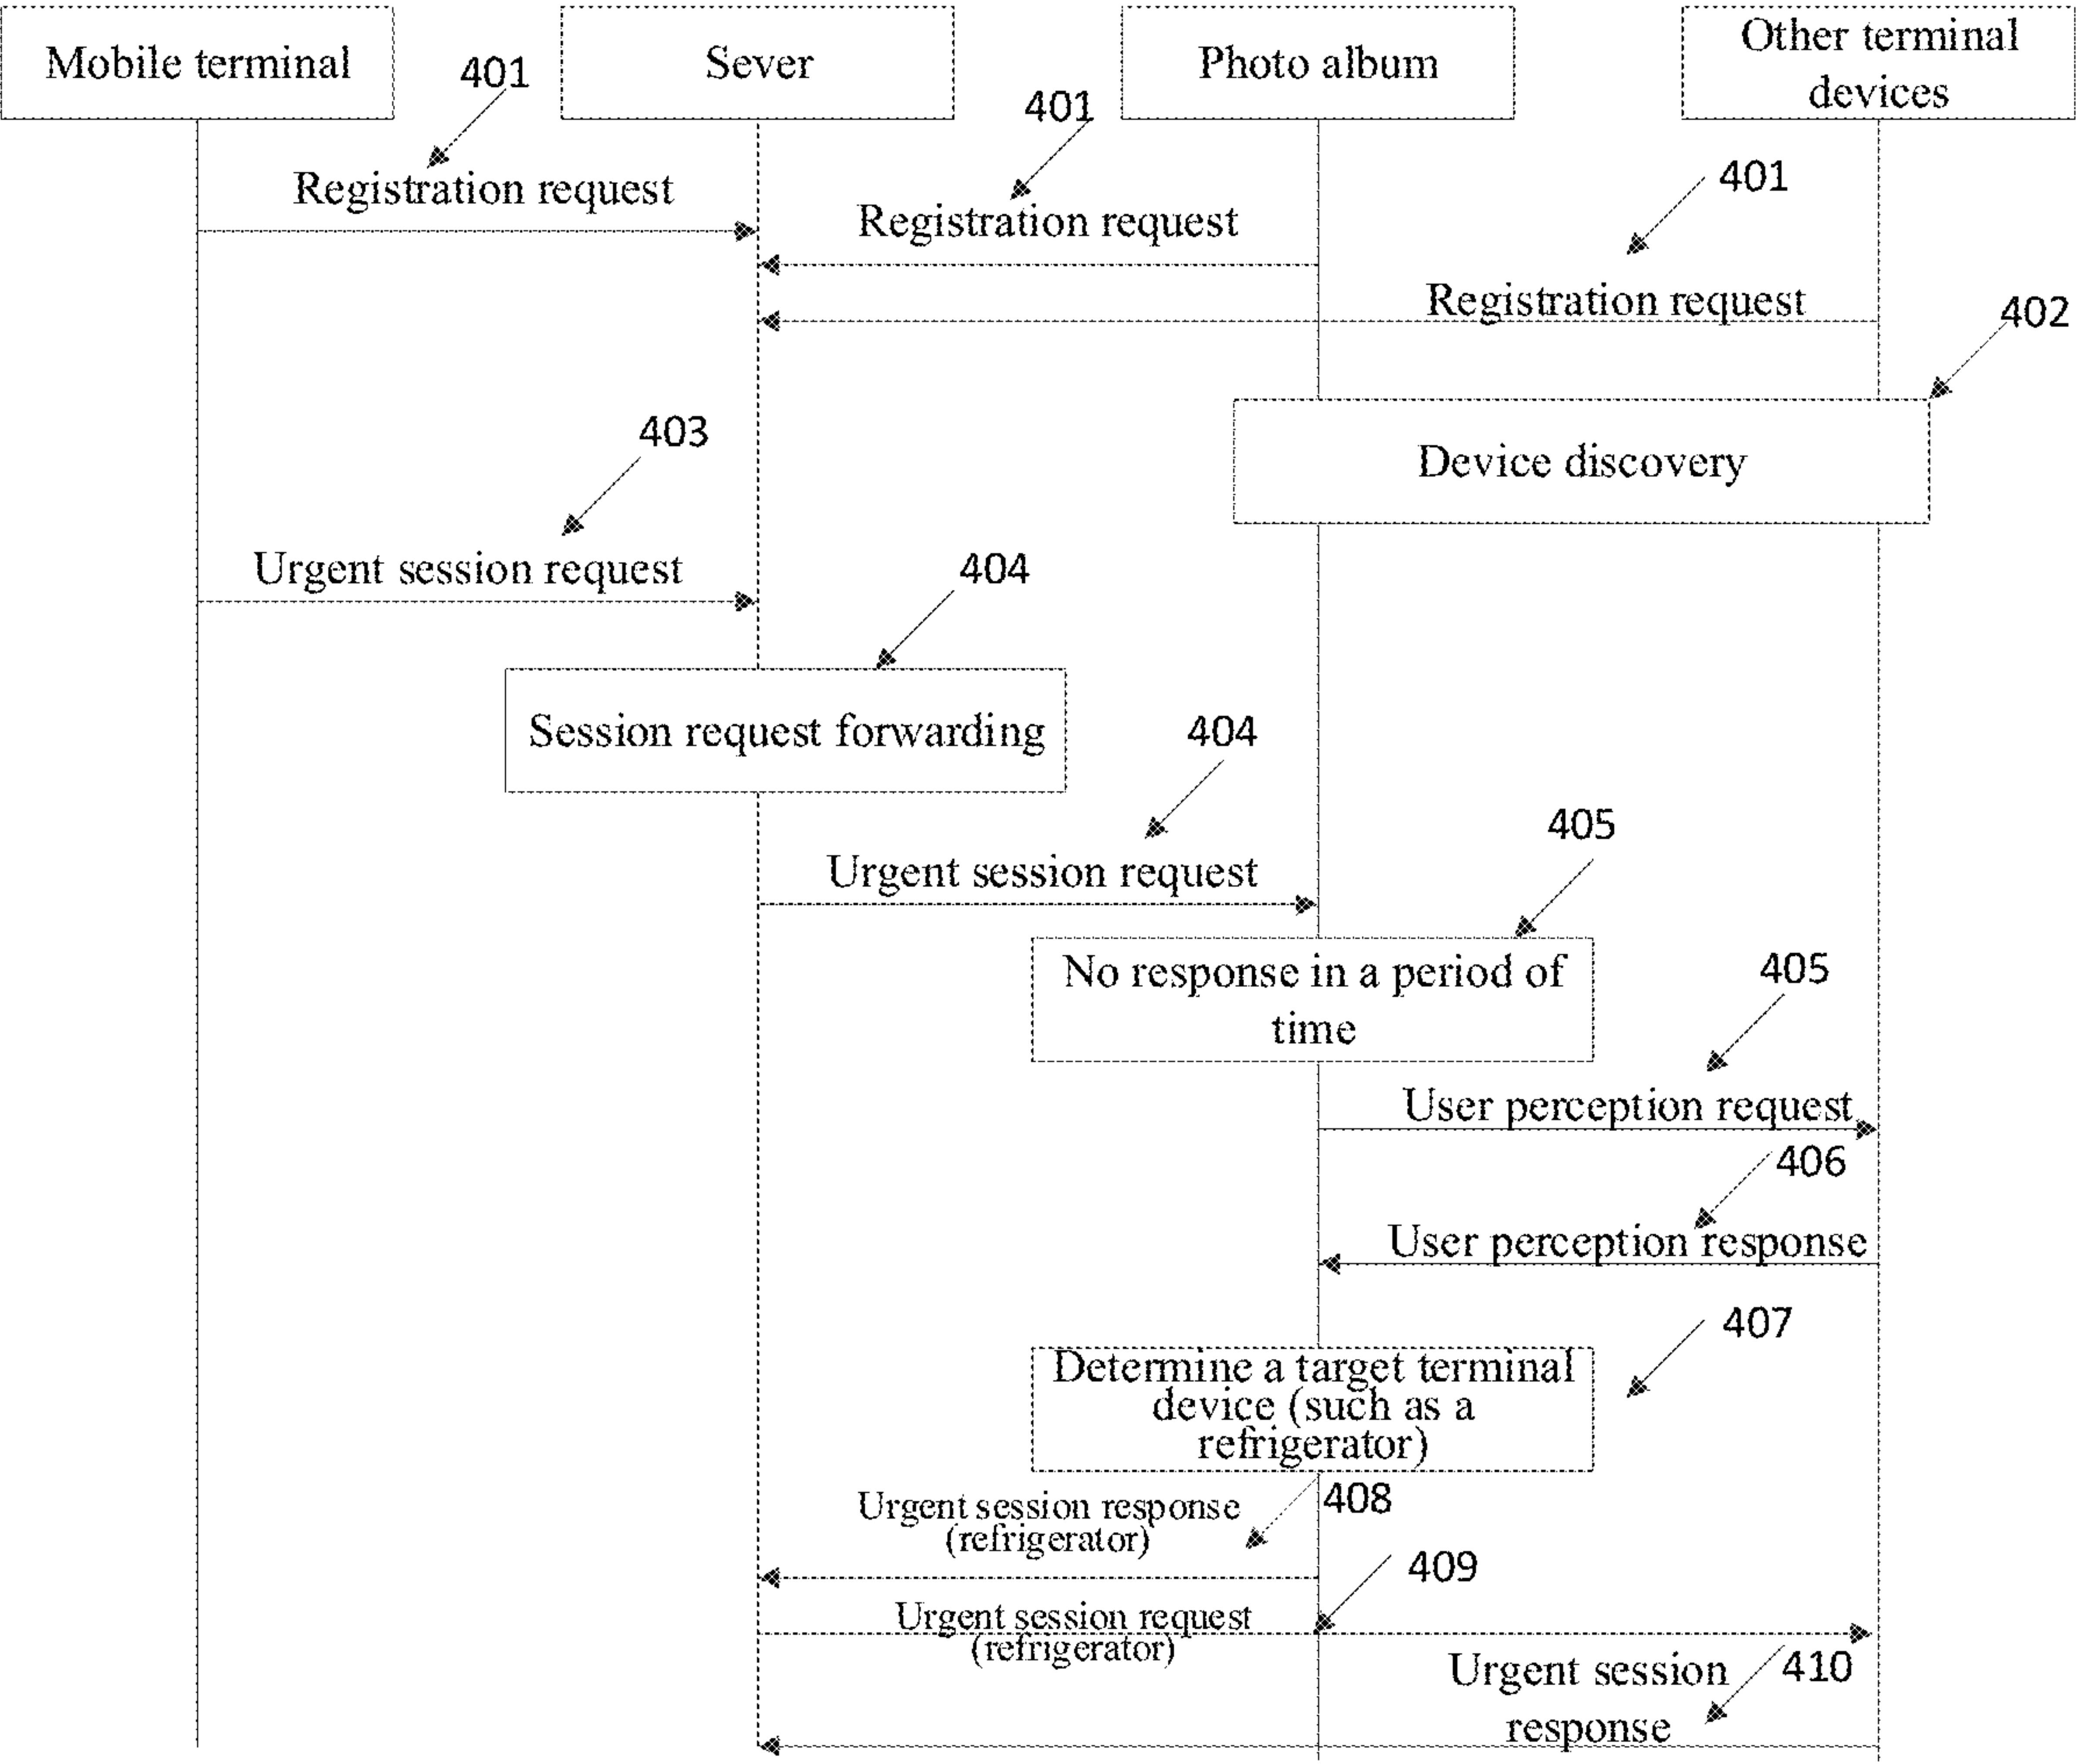 Mobile terminal
Sever
Photo album
Other terminal
devices
401
401
401
Registration request
Registration request
Registration request
402
Device discovery
403
Urgent session request
404
Session request forwarding
404
Urgent session request
405
No response in a period of
time
405
User perception request
406
User perception response
407
Determine a target terminal
device (such as a
refrigerator)
408
Urgent session response
(refrigerator)
409
Urgent session request
(refrigerator)
410
Urgent session
response